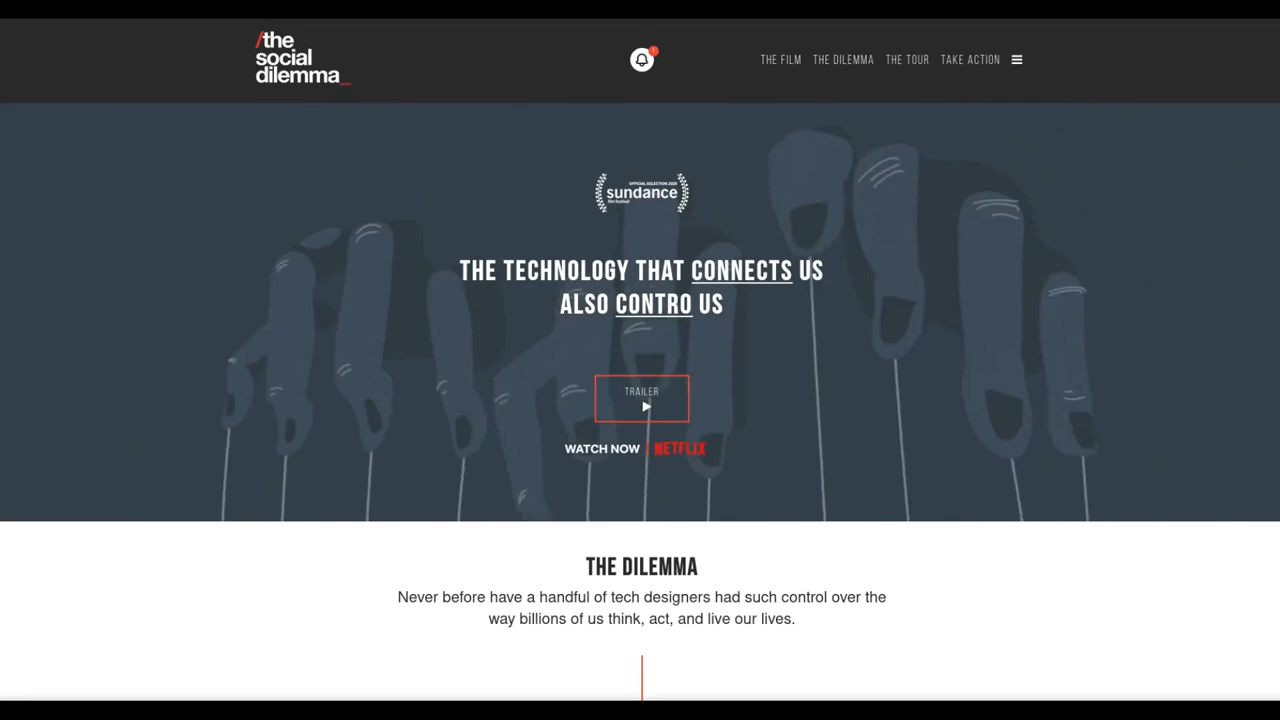 /the
social
dilemma_
!
THE FILM THE DILEMMA THE TOUR TAKE ACTION
OFFICIAL SELECTION 2020
sundance
film festival
THE TECHNOLOGY THAT CONNECTS US
ALSO CONTRO US
TRAILER
WATCH NOW | NETFLIX
THE DILEMMA
Never before have a handful of tech designers had such control over the
way billions of us think, act, and live our lives.